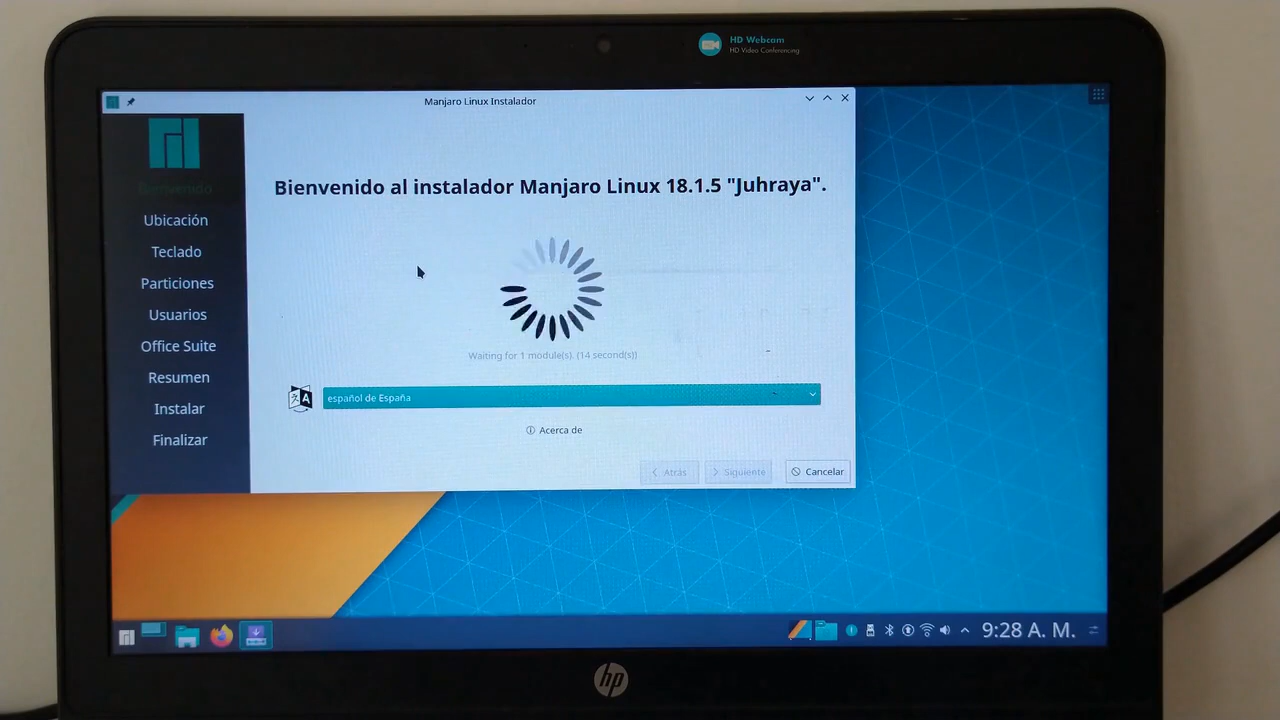 HD Webcam
HD Video Conferencing
Manjaro Linux Instalador
Bienvenido
Ubicación
Teclado
Particiones
Usuarios
Office Suite
Resumen
Instalar
Finalizar
Bienvenido al instalador Manjaro Linux 18.1.5 "Juhraya".
Waiting for 1 module(s). (14 second(s))
español de España
Acerca de
Atrás
Siguiente
Cancelar
9:28 A. M.
hp